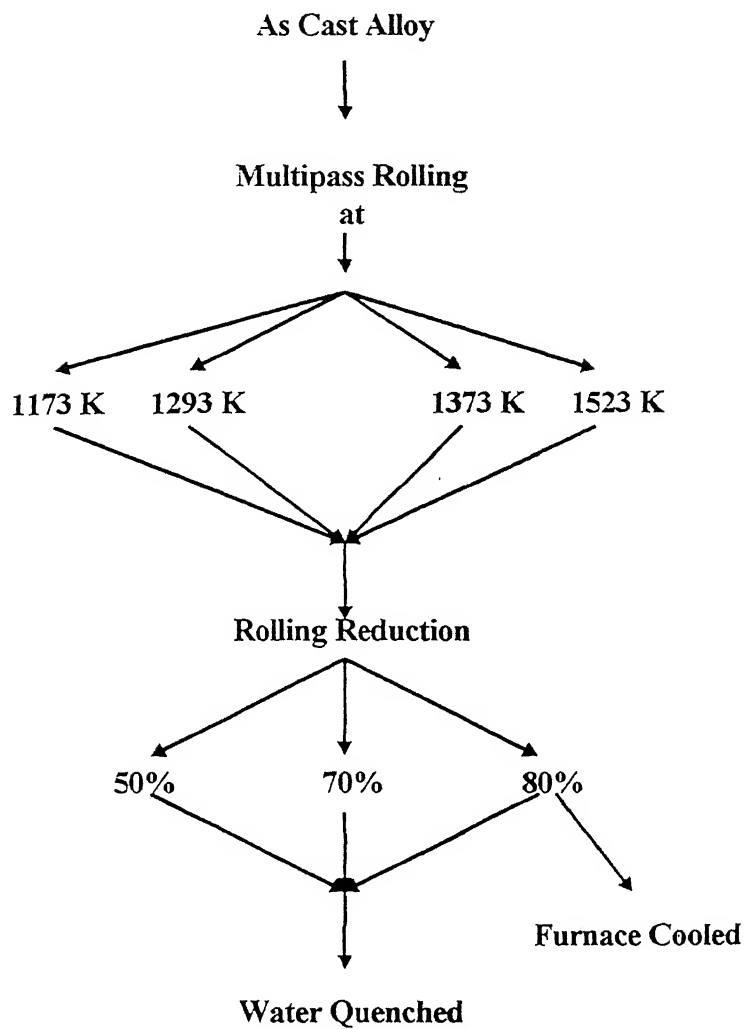 As Cast Alloy
Multipass Rolling
at
1173 K 1293 K 1373 K 1523 K
Rolling Reduction
50% 70% 80%
Furnace Cooled
Water Quenched